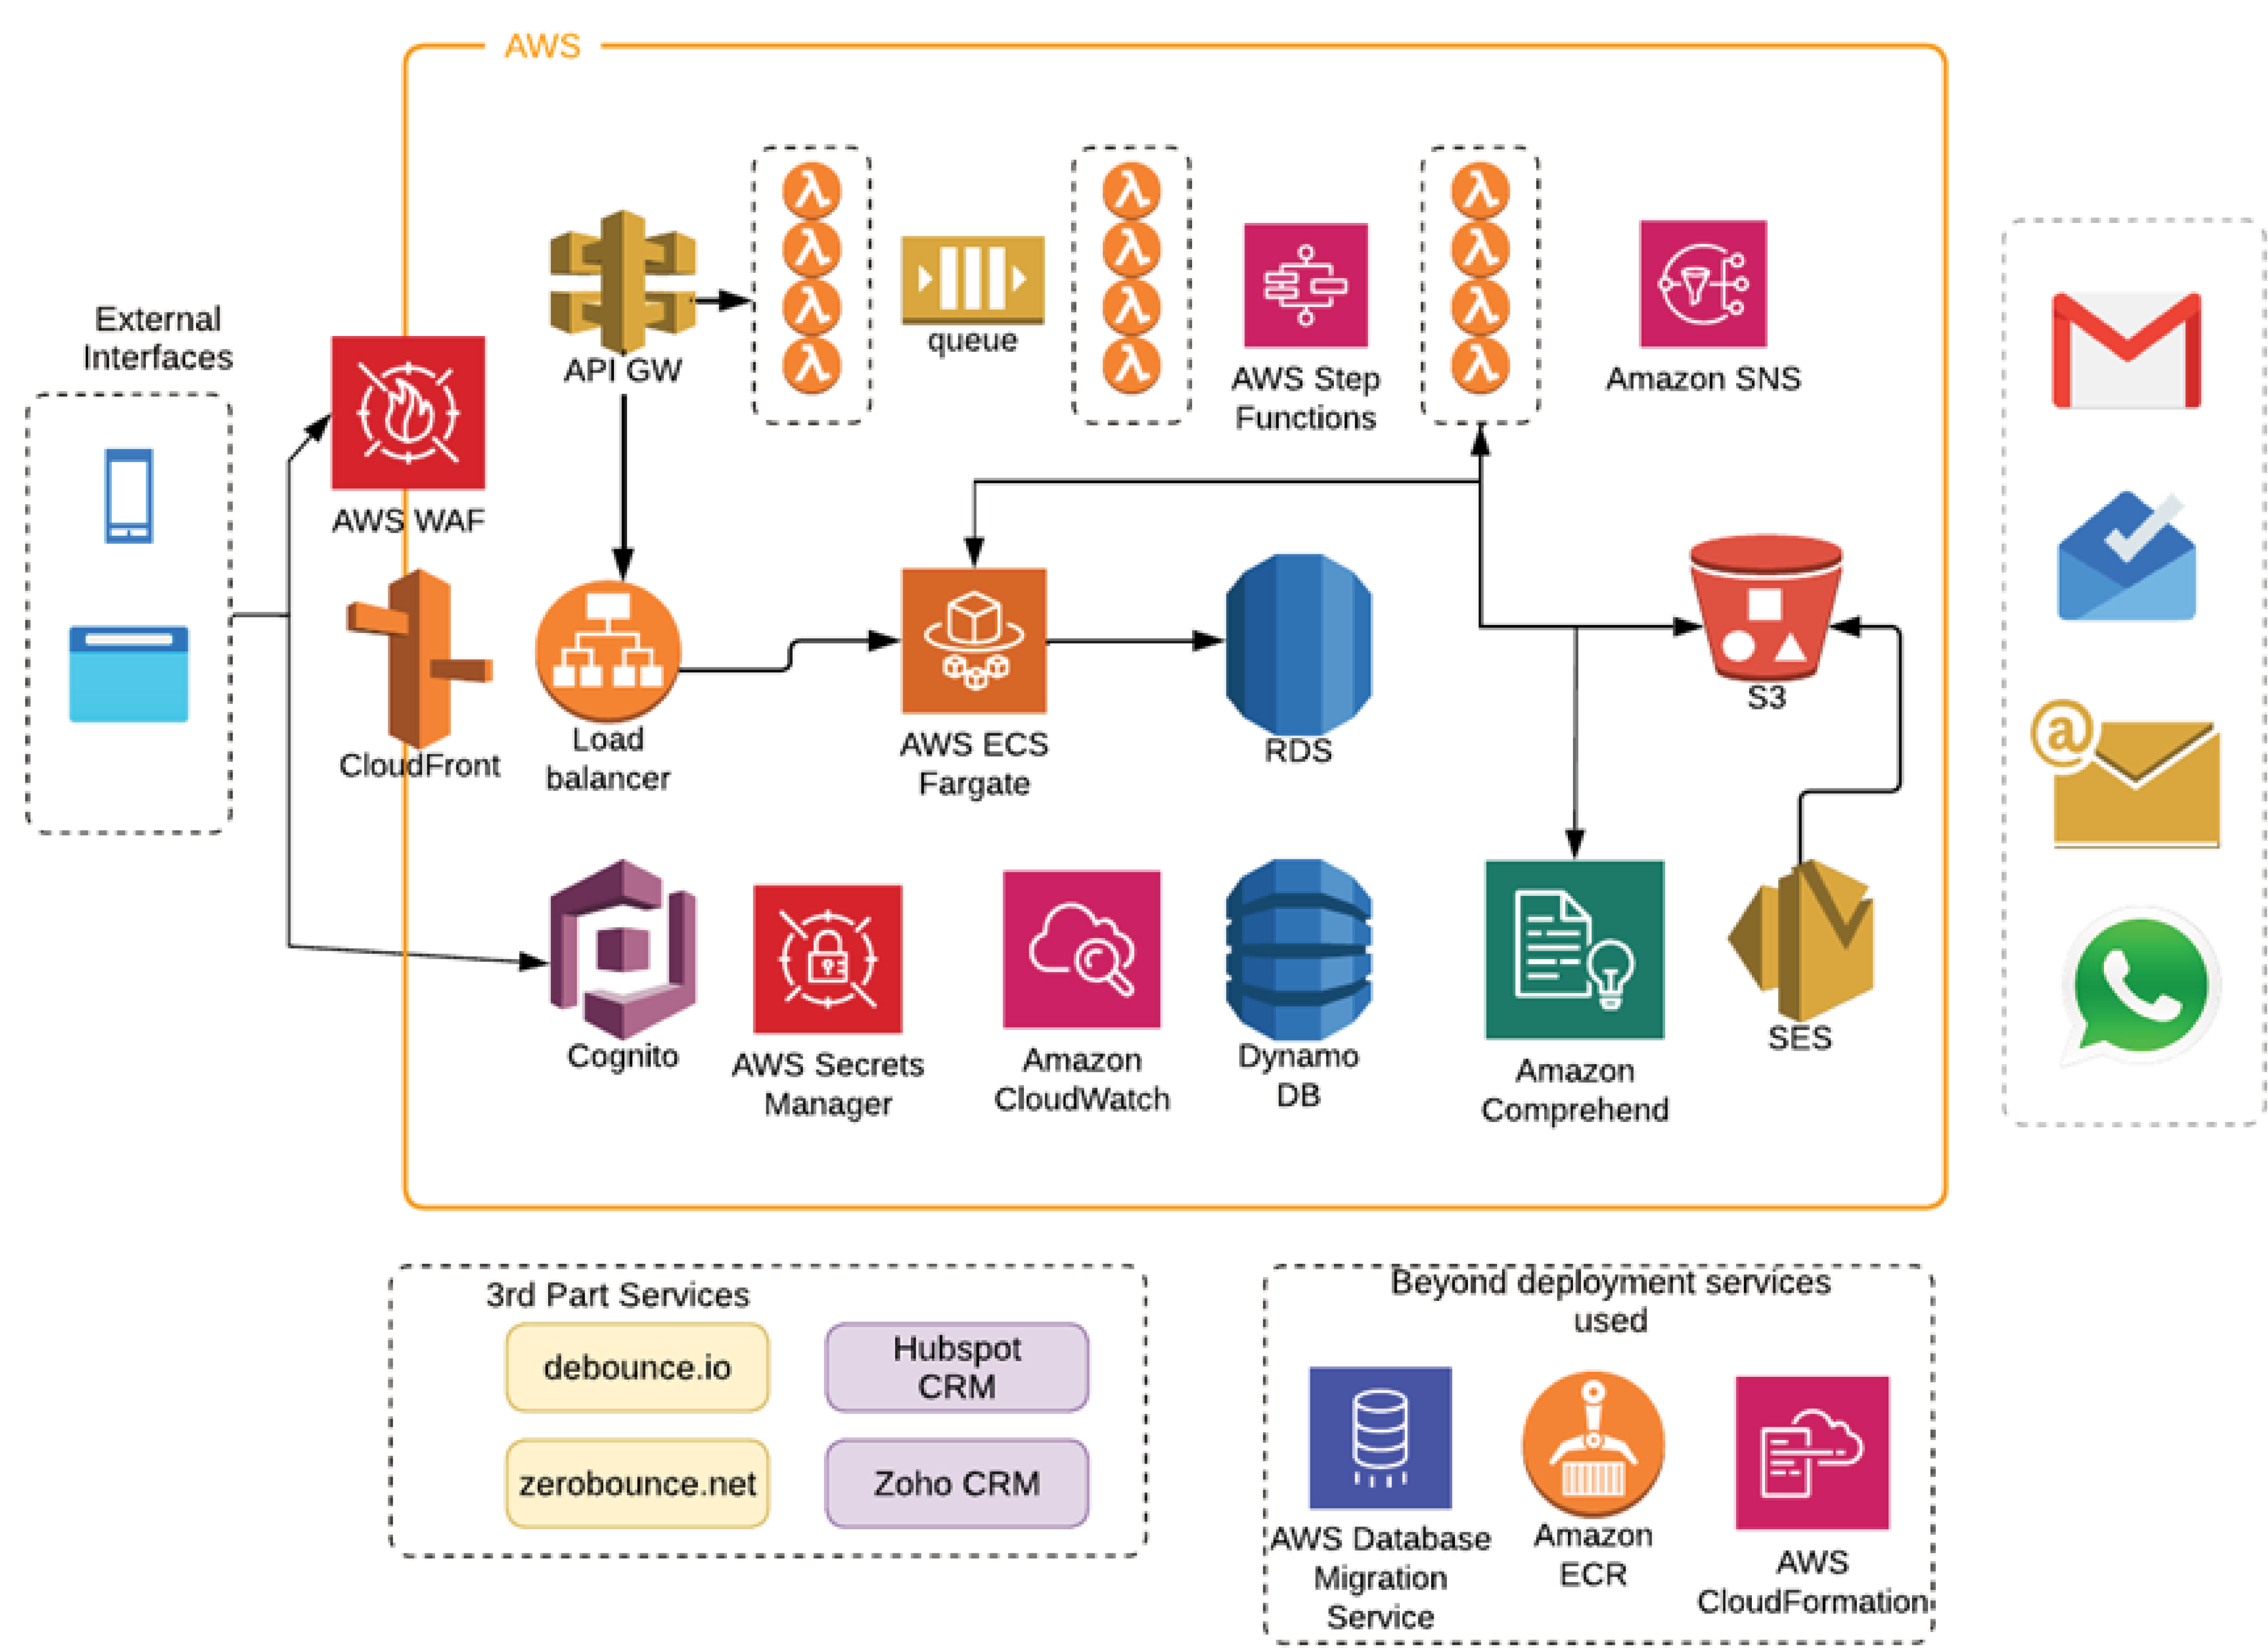 AWS
External
Interfaces
AWS WAF
CloudFront
API GW
queue
AWS Step
Functions
Amazon SNS
Load
balancer
AWS ECS
Fargate
RDS
S3
Cognito
AWS Secrets
Manager
Amazon
CloudWatch
Dynamo
DB
Amazon
Comprehend
SES
@
3rd Part Services
debounce.io
Hubspot
CRM
zerobounce.net
Zoho CRM
Beyond deployment services
used
AWS Database
Migration
Service
Amazon
ECR
AWS
CloudFormation